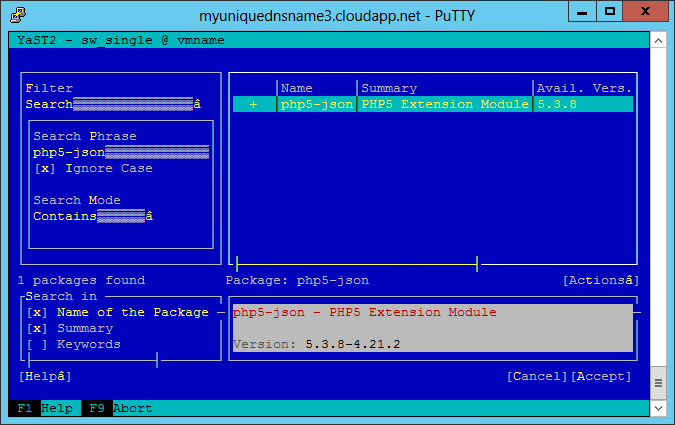 myuniquednsname3.cloudapp.net - PuTTY
YaST2 - sw_single @ vmname
Filter
Searchâ
Search Phrase
php5-json
[x] Ignore Case
Search Mode
Containsâ
Name Summary Avail. Vers.
+ php5-json PHP5 Extension Module 5.3.8
1 packages found Package: php5-json [Actionsâ]
Search in
[x] Name of the Package
[x] Summary
[ ] Keywords
php5-json - PHP5 Extension Module
Version: 5.3.8-4.21.2
[Helpâ] [Cancel][Accept]
F1 Help F9 Abort